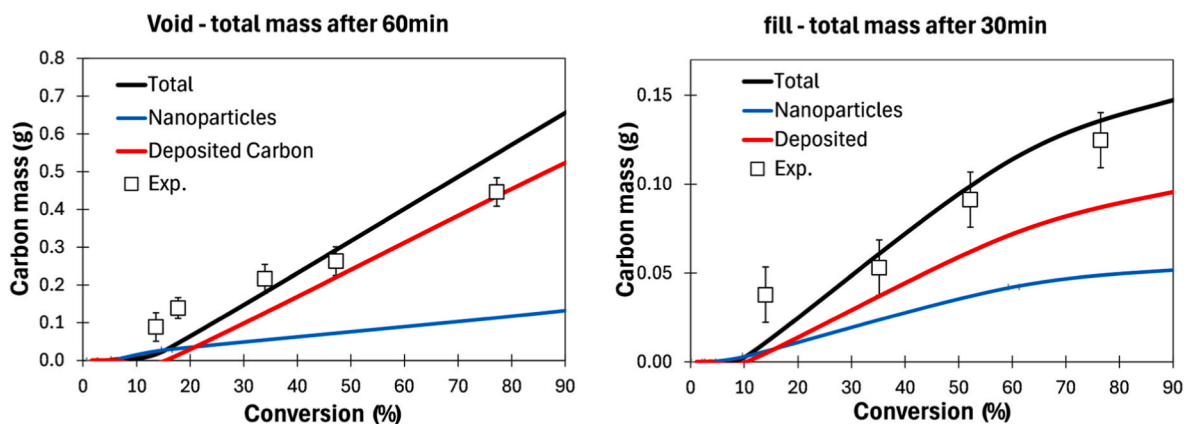 Void - total mass after 60min
Carbon mass (g)
0.8
0.7
0.6
0.5
0.4
0.3
0.2
0.1
0.0
Total
Nanoparticles
Deposited Carbon
Exp.
0 10 20 30 40 50 60 70 80 90
Conversion (%)
fill - total mass after 30min
Carbon mass (g)
0.15
0.10
0.05
0.00
Total
Nanoparticles
Deposited
Exp.
0 10 20 30 40 50 60 70 80 90
Conversion (%)